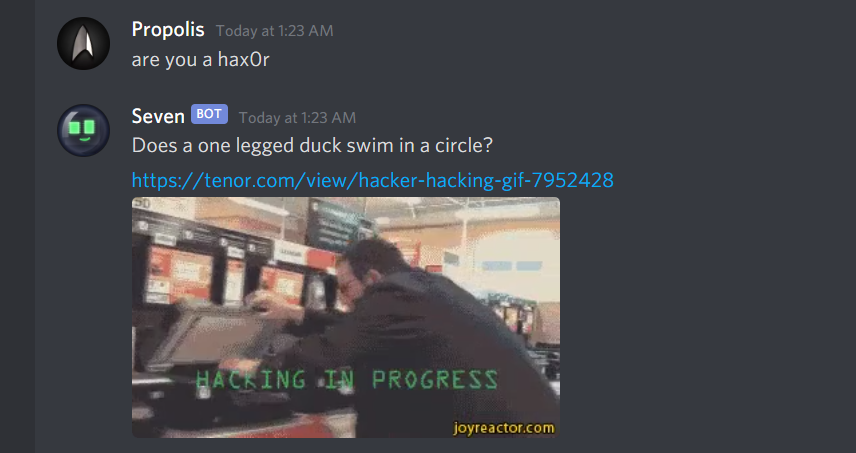 Propolis Today at 1:23 AM
are you a hax0r
Seven BOT Today at 1:23 AM
Does a one legged duck swim in a circle?
https://tenor.com/view/hacker-hacking-gif-7952428
HACKING IN PROGRESS
joyreactor.com